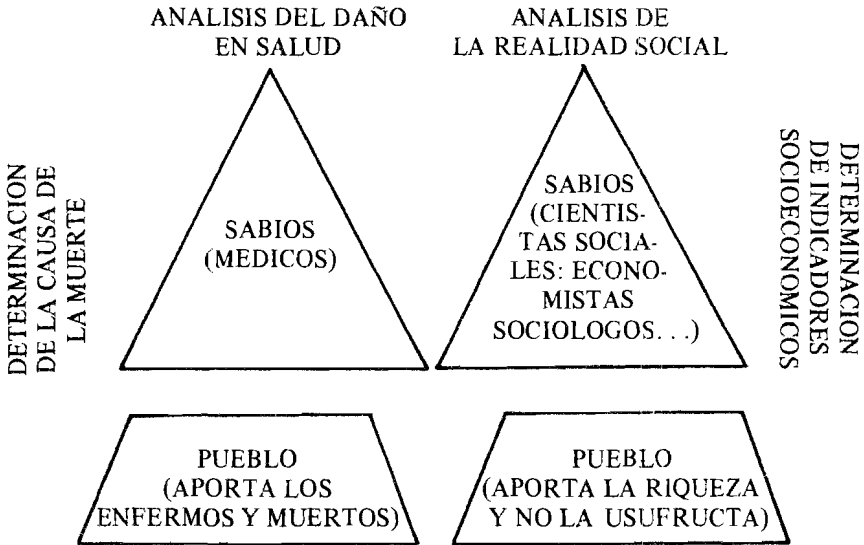 ANALISIS DEL DAÑO
EN SALUD
ANALISIS DE
LA REALIDAD SOCIAL
DETERMINACION
DE LA CAUSA DE
LA MUERTE
SABIOS
(MEDICOS)
SABIOS
(CIENTIS-
TAS SOCIA-
LES: ECONO-
MISTAS
SOCIOLOGOS. . .)
DETERMINACION
DE INDICADORES
SOCIOECONOMICOS
PUEBLO
(APORTA LOS
ENFERMOS Y MUERTOS)
PUEBLO
(APORTA LA RIQUEZA
Y NO LA USUFRUCTA)